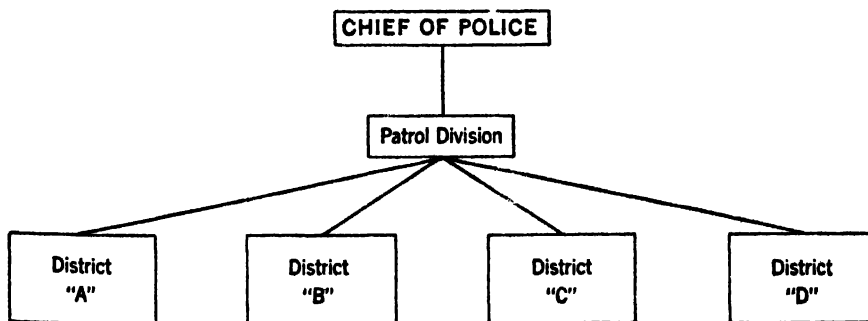 CHIEF OF POLICE
Patrol Division
District
"A"
District
"B"
District
"C"
District
"D"